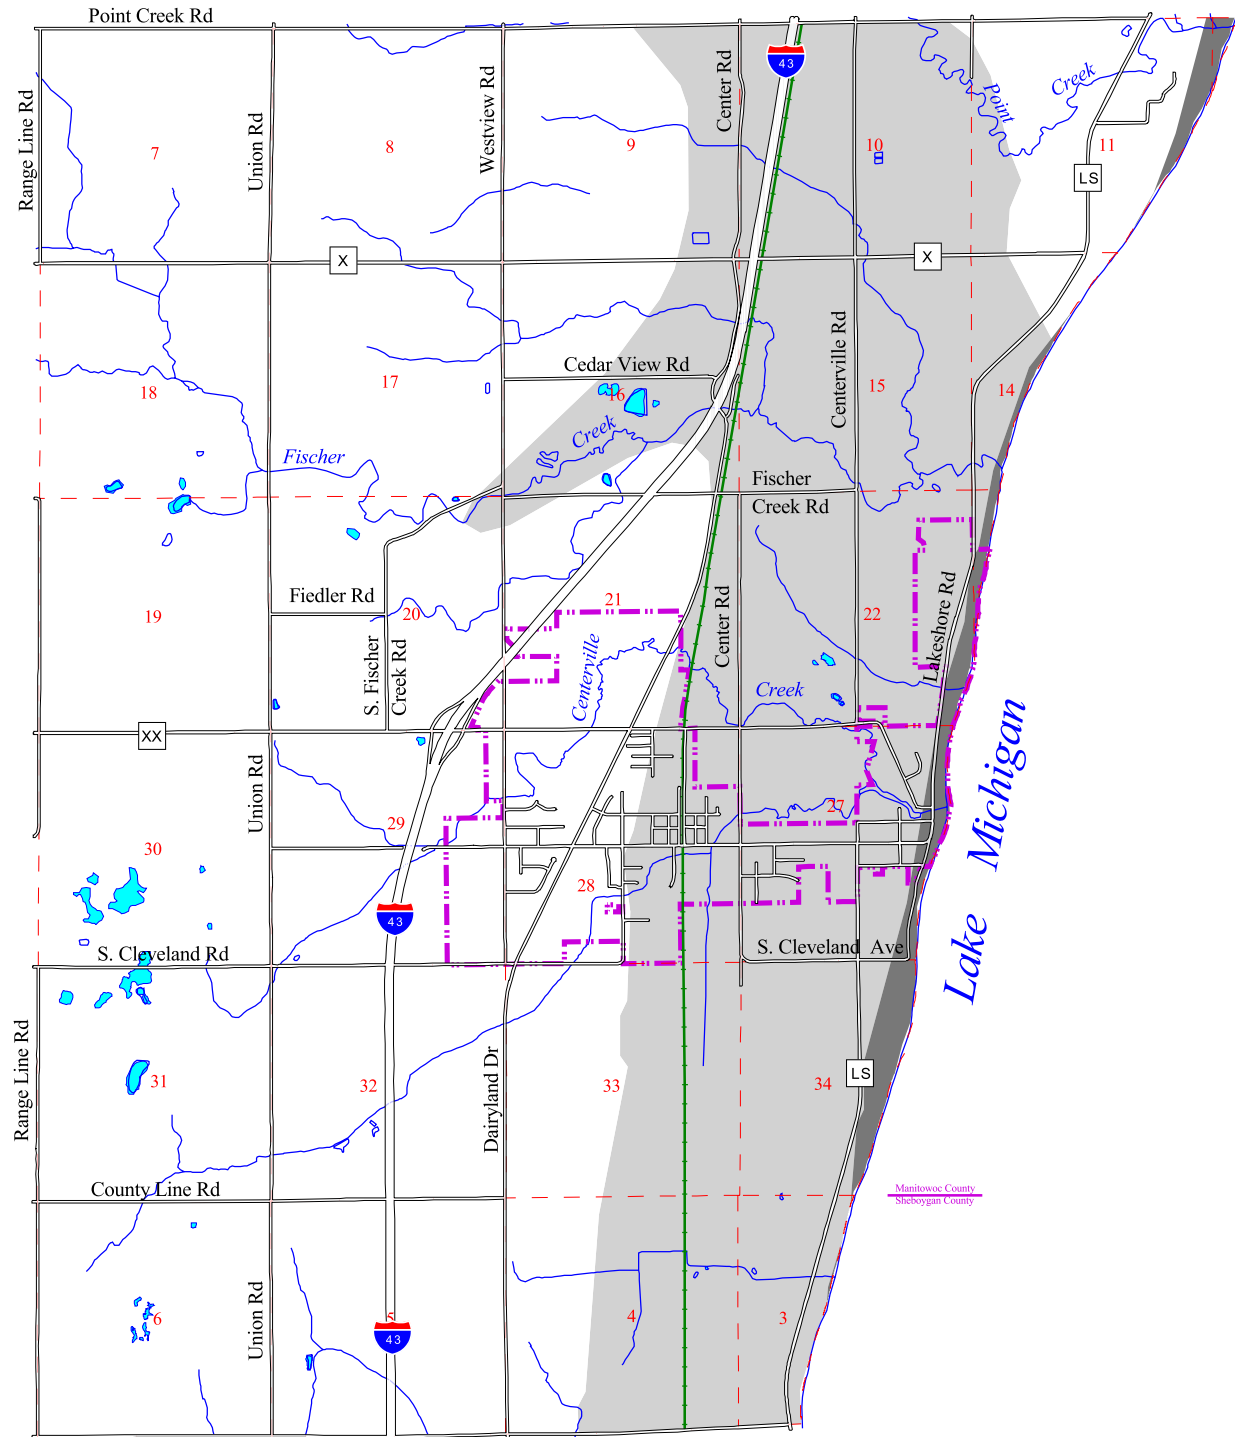 Point Creek Rd
43
Range Line Rd
Union Rd
Westview Rd
Center Rd
Point
Creek
7
8
9
10
11
LS
X
X
Cedar View Rd
Centerville Rd
18
17
16
15
14
Creek
Fischer
Fischer
Creek Rd
Fiedler Rd
19
20
21
22
S. Fischer
Creek Rd
Centerville
Center Rd
Creek
Lakeshore Rd
XX
Union Rd
Lake Michigan
29
27
30
28
43
S. Cleveland Rd
S. Cleveland Ave
Range Line Rd
31
32
Dairyland Dr
33
34
LS
County Line Rd
Manitowoc County
Sheboygan County
Union Rd
6
5
43
4
3